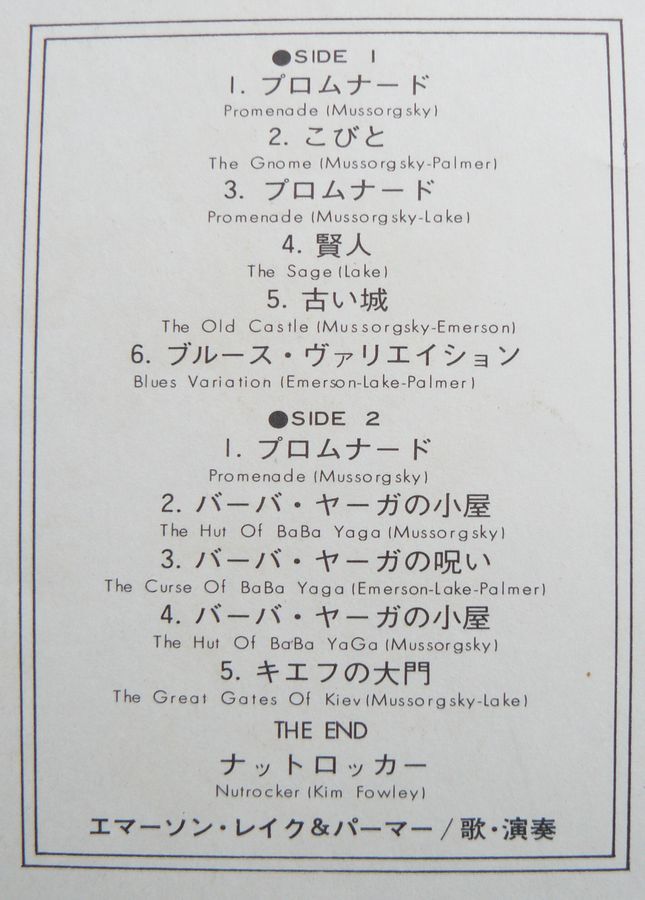 ●SIDE 1
1. プロムナード
Promenade (Mussorgsky)
2. こびと
The Gnome (Mussorgsky-Palmer)
3. プロムナード
Promenade (Mussorgsky-Lake)
4. 賢人
The Sage (Lake)
5. 古い城
The Old Castle (Mussorgsky-Emerson)
6. ブルース・ヴァリエイション
Blues Variation (Emerson-Lake-Palmer)
●SIDE 2
1. プロムナード
Promenade (Mussorgsky)
2. バーバ・ヤーガの小屋
The Hut Of BaBa Yaga (Mussorgsky)
3. バーバ・ヤーガの呪い
The Curse Of BaBa Yaga (Emerson-Lake-Palmer)
4. バーバ・ヤーガの小屋
The Hut Of BaBa YaGa (Mussorgsky)
5. キエフの大門
The Great Gates Of Kiev (Mussorgsky-Lake)
THE END
ナットロッカー
Nutrocker (Kim Fowley)
エマーソン・レイク&パーマー/歌・演奏